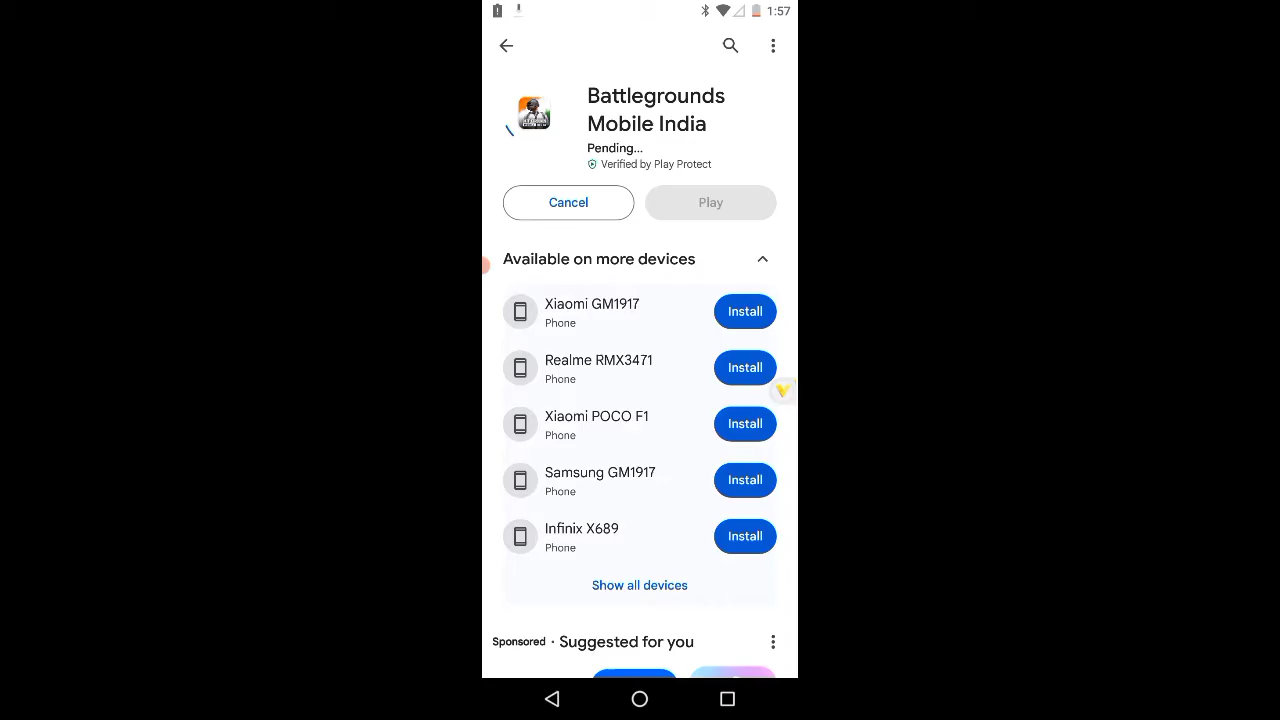 1:57
Battlegrounds
Mobile India
Pending...
Verified by Play Protect
Cancel
Play
Available on more devices
Xiaomi GM1917
Phone
Install
Realme RMX3471
Phone
Install
Xiaomi POCO F1
Phone
Install
Samsung GM1917
Phone
Install
Infinix X689
Phone
Install
Show all devices
Sponsored · Suggested for you